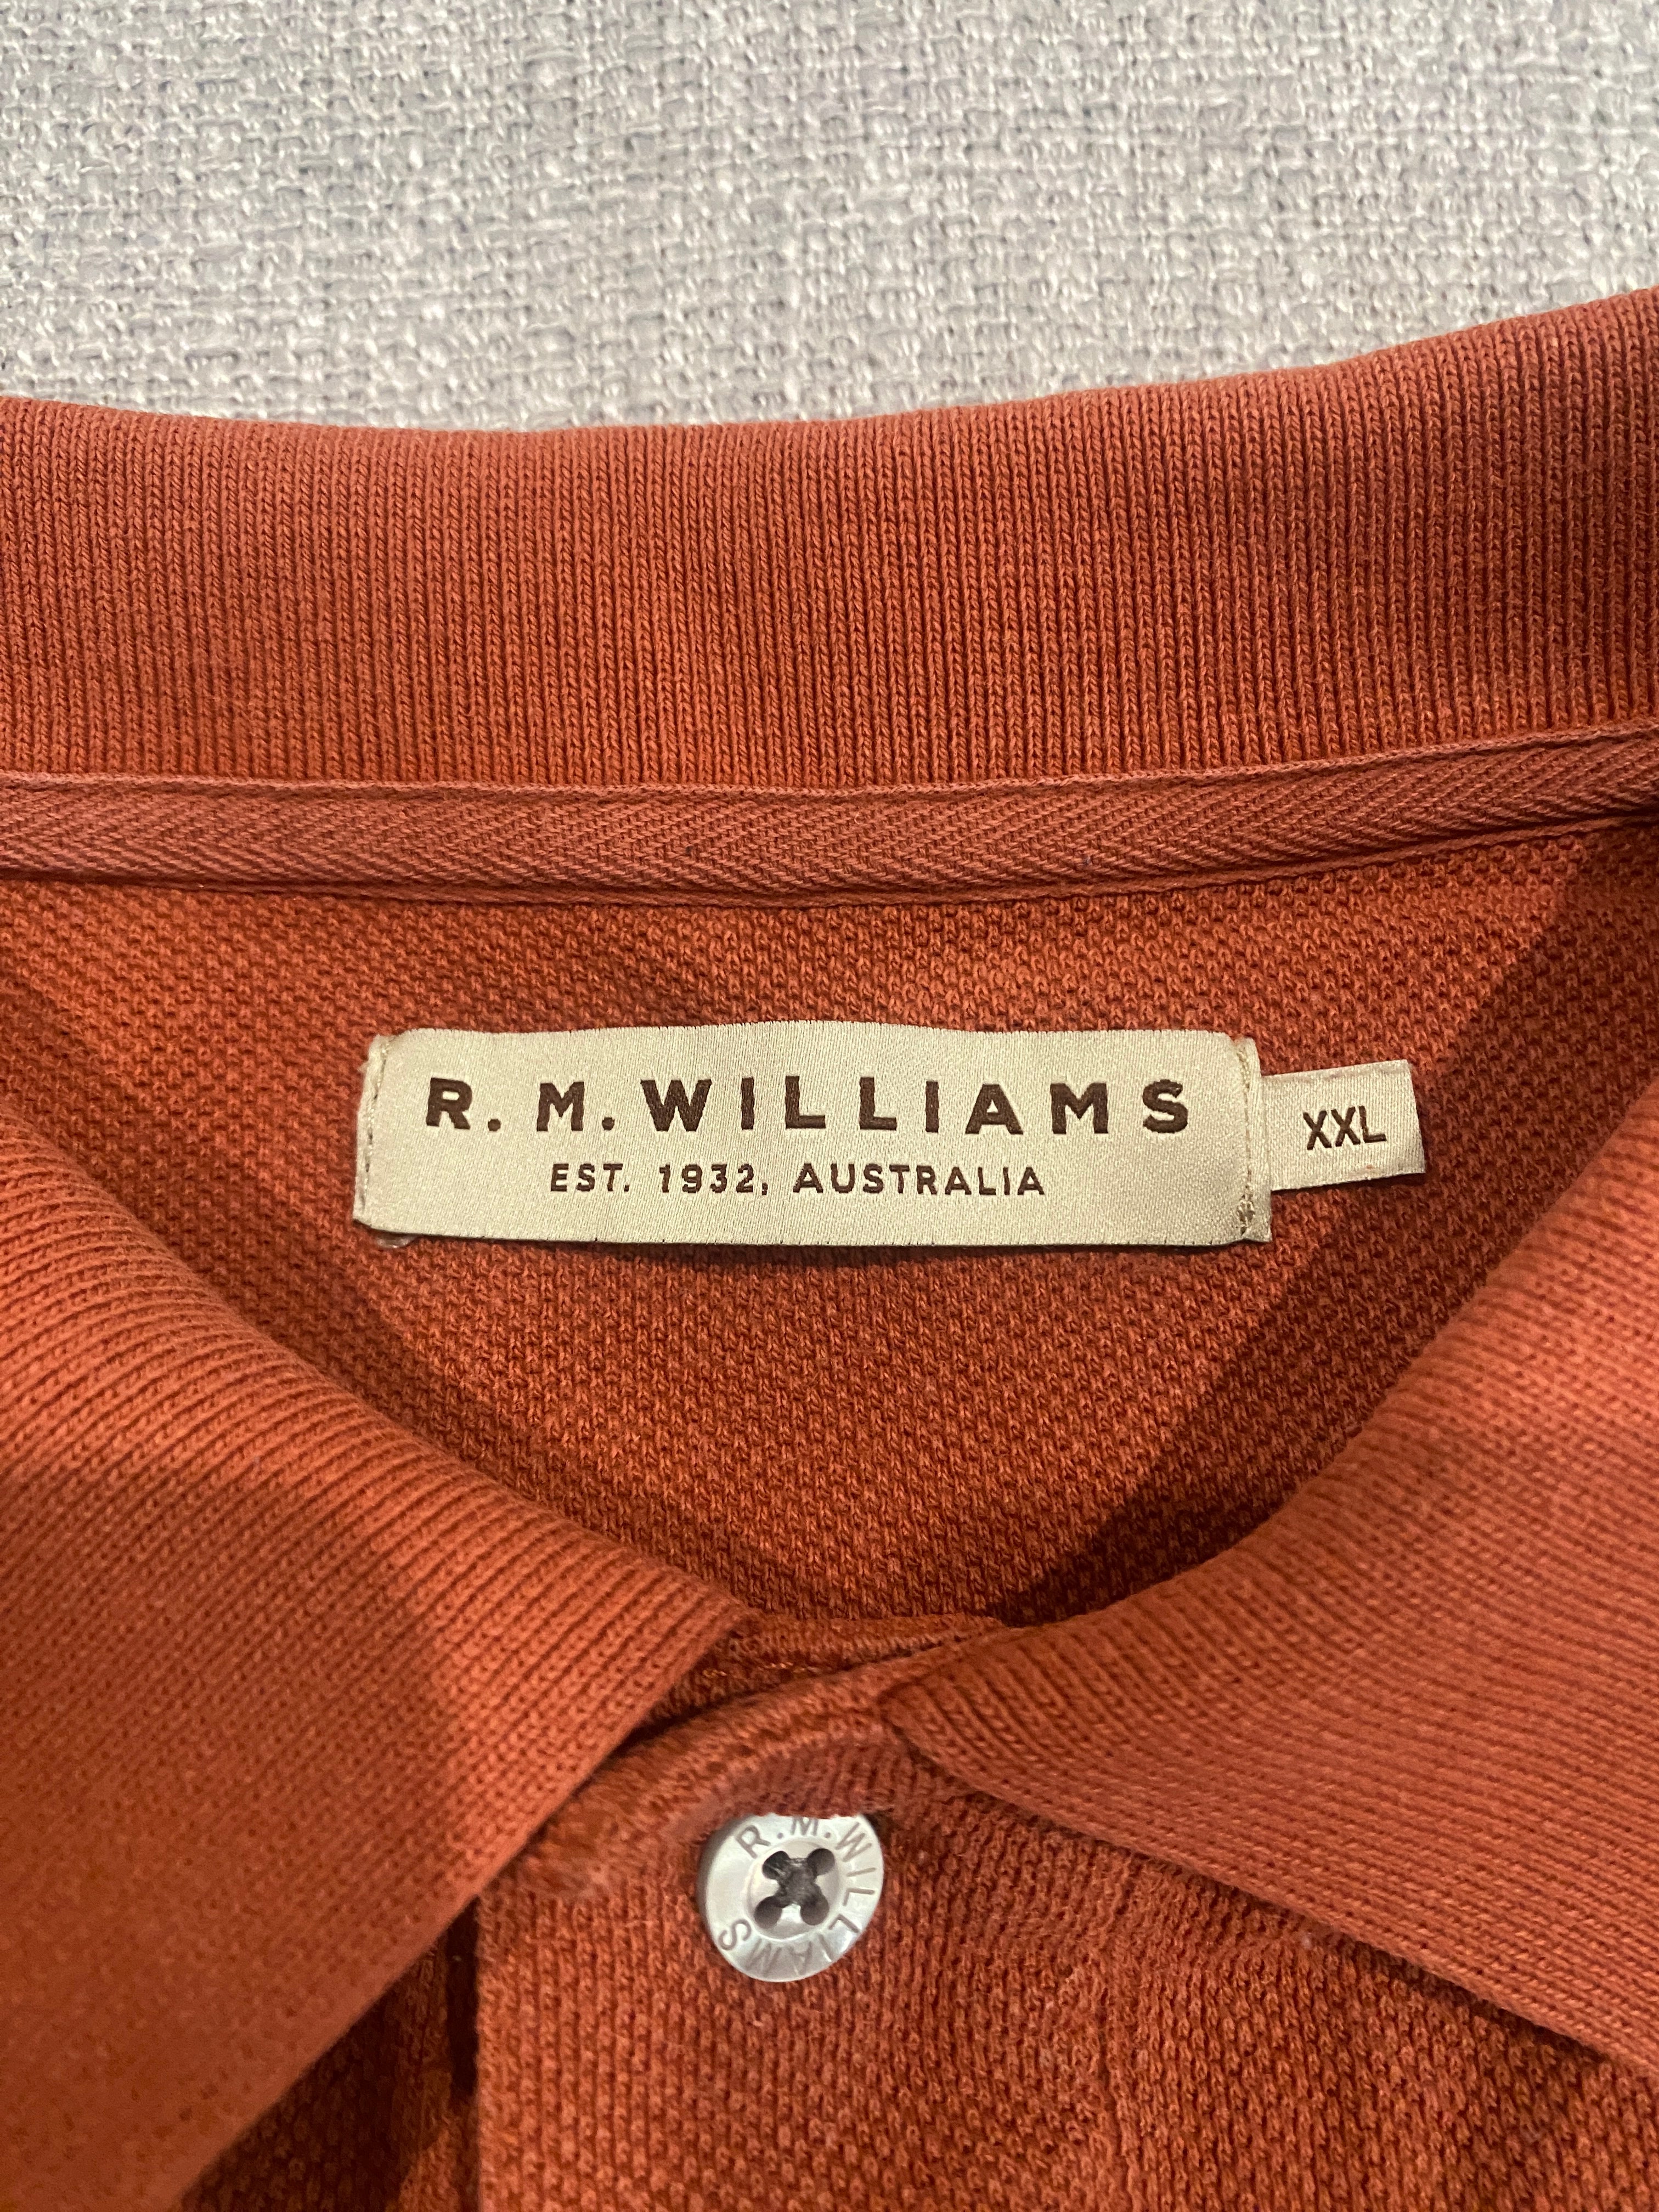 R. M. WILLIAMS
EST. 1932, AUSTRALIA
XXL
R.M.WILLIAMS